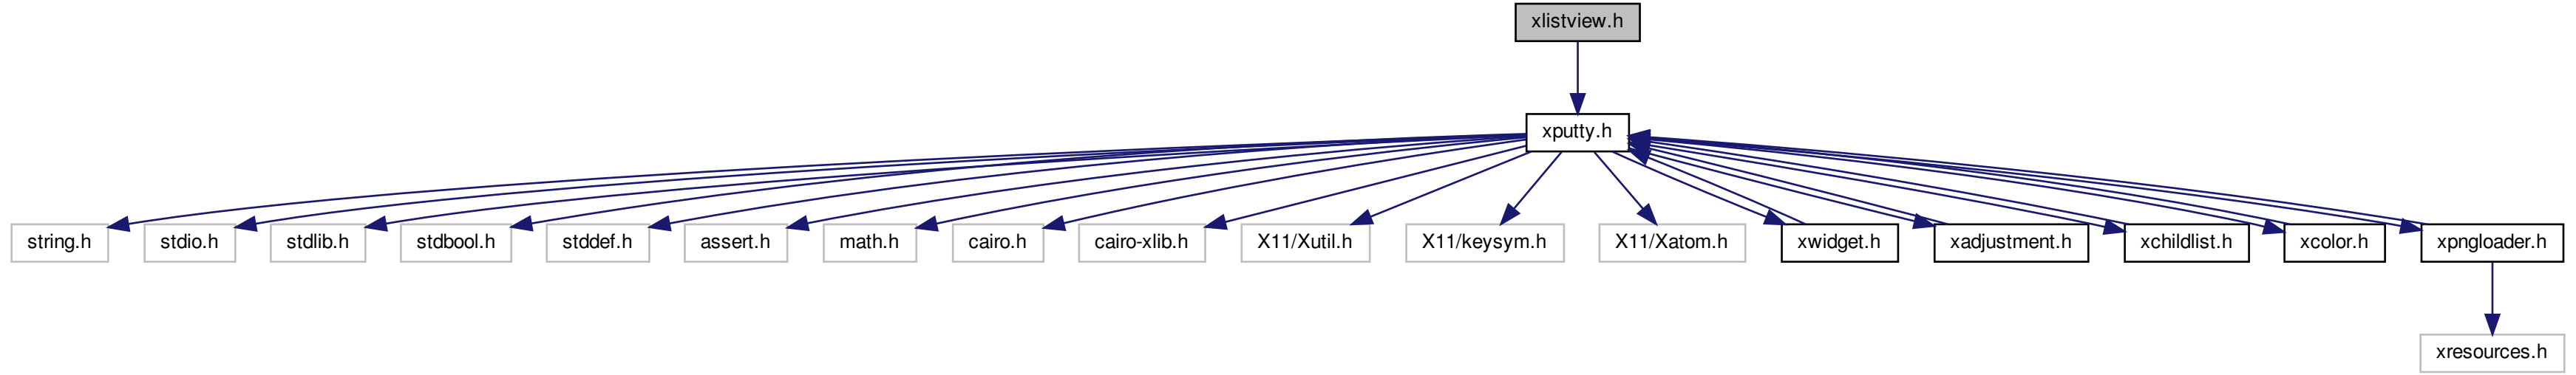 xlistview.h
xputty.h
string.h
stdio.h
stdlib.h
stdbool.h
stddef.h
assert.h
math.h
cairo.h
cairo-xlib.h
X11/Xutil.h
X11/keysym.h
X11/Xatom.h
xwidget.h
xadjustment.h
xchildlist.h
xcolor.h
xpngloader.h
xresources.h